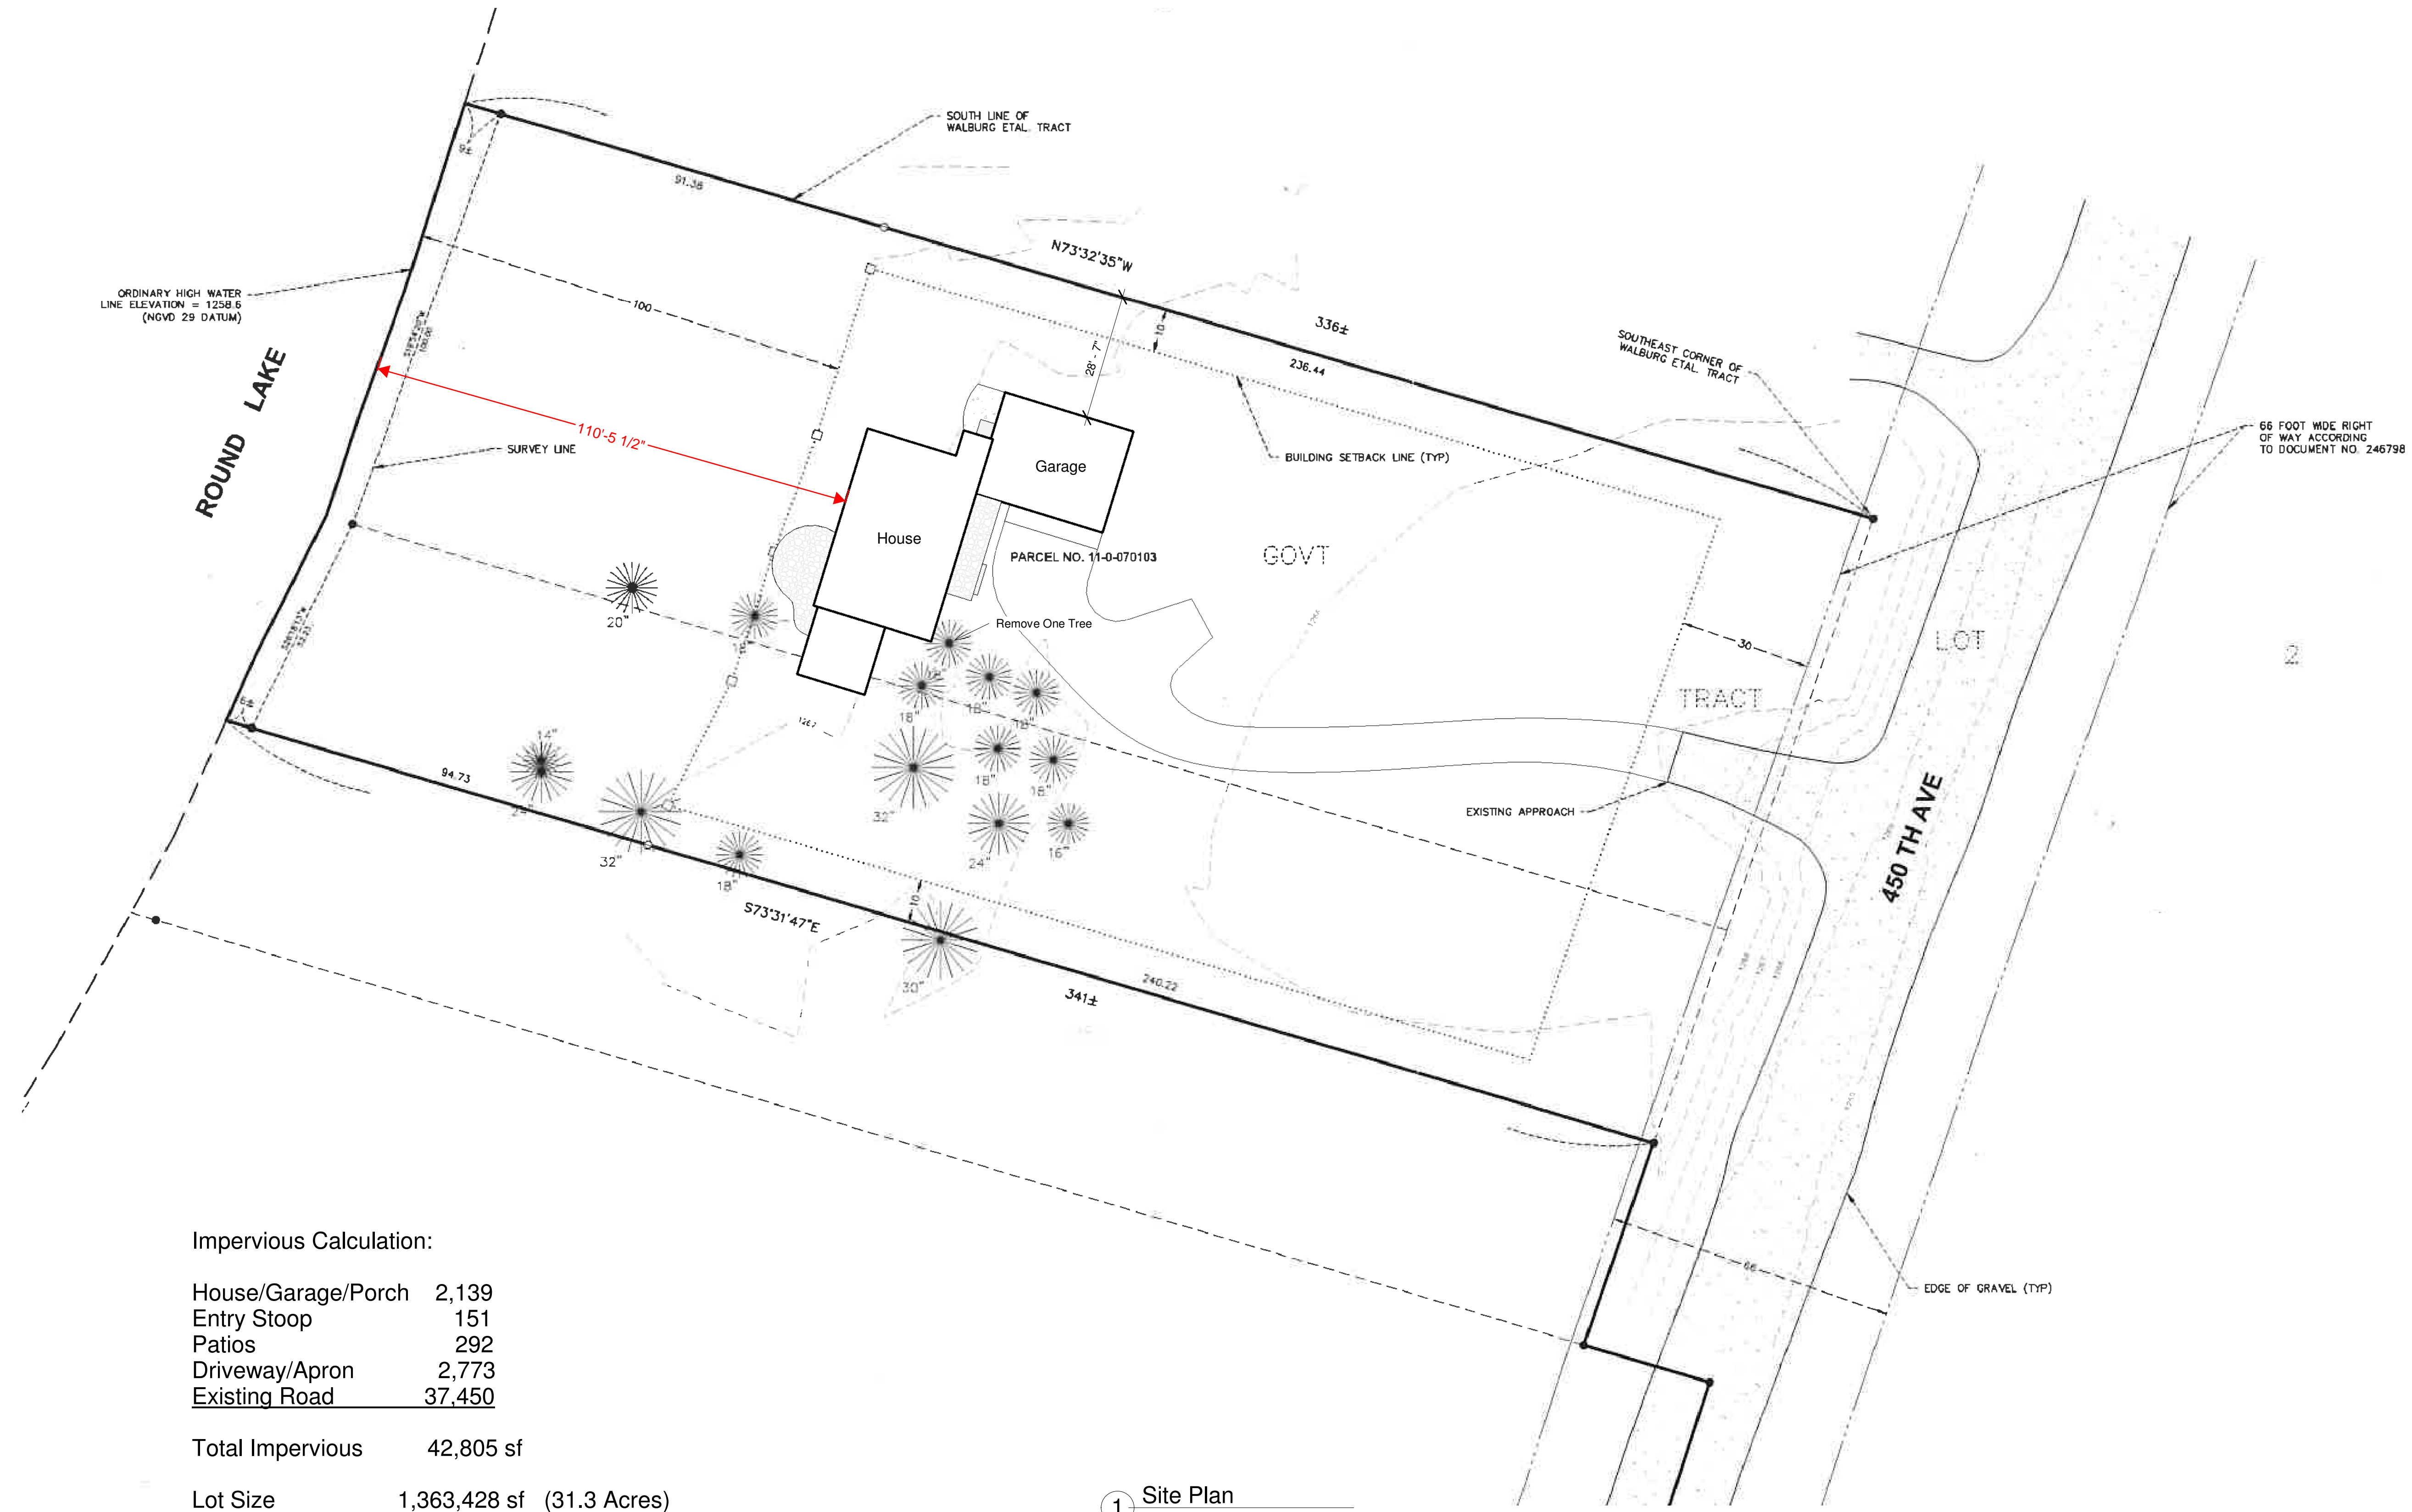 SOUTH LINE OF
WALBURG ETAL. TRACT
9±
91.38
N73°32'35"W
ORDINARY HIGH WATER
LINE ELEVATION = 1258.6
(NGVD 29 DATUM)
100
10
336±
236.44
28' - 7"
SOUTHEAST CORNER OF
WALBURG ETAL. TRACT
ROUND LAKE
110'-5 1/2"
SURVEY LINE
66 FOOT WIDE RIGHT
OF WAY ACCORDING
TO DOCUMENT NO. 246798
BUILDING SETBACK LINE (TYP)
Garage
House
PARCEL NO. 11-0-070103
GOVT
LOT
2
TRACT
30
20"
Remove One Tree
18"
18"
18"
18"
18"
14"
24"
32"
18"
32"
24"
16"
30"
6±
94.73
1267
EXISTING APPROACH
450 TH AVE
10
S73°31'47"E
240.22
341±
66
EDGE OF GRAVEL (TYP)
Impervious Calculation:
House/Garage/Porch 2,139
Entry Stoop 151
Patios 292
Driveway/Apron 2,773
Existing Road 37,450
Total Impervious 42,805 sf
Lot Size 1,363,428 sf (31.3 Acres)
1 Site Plan